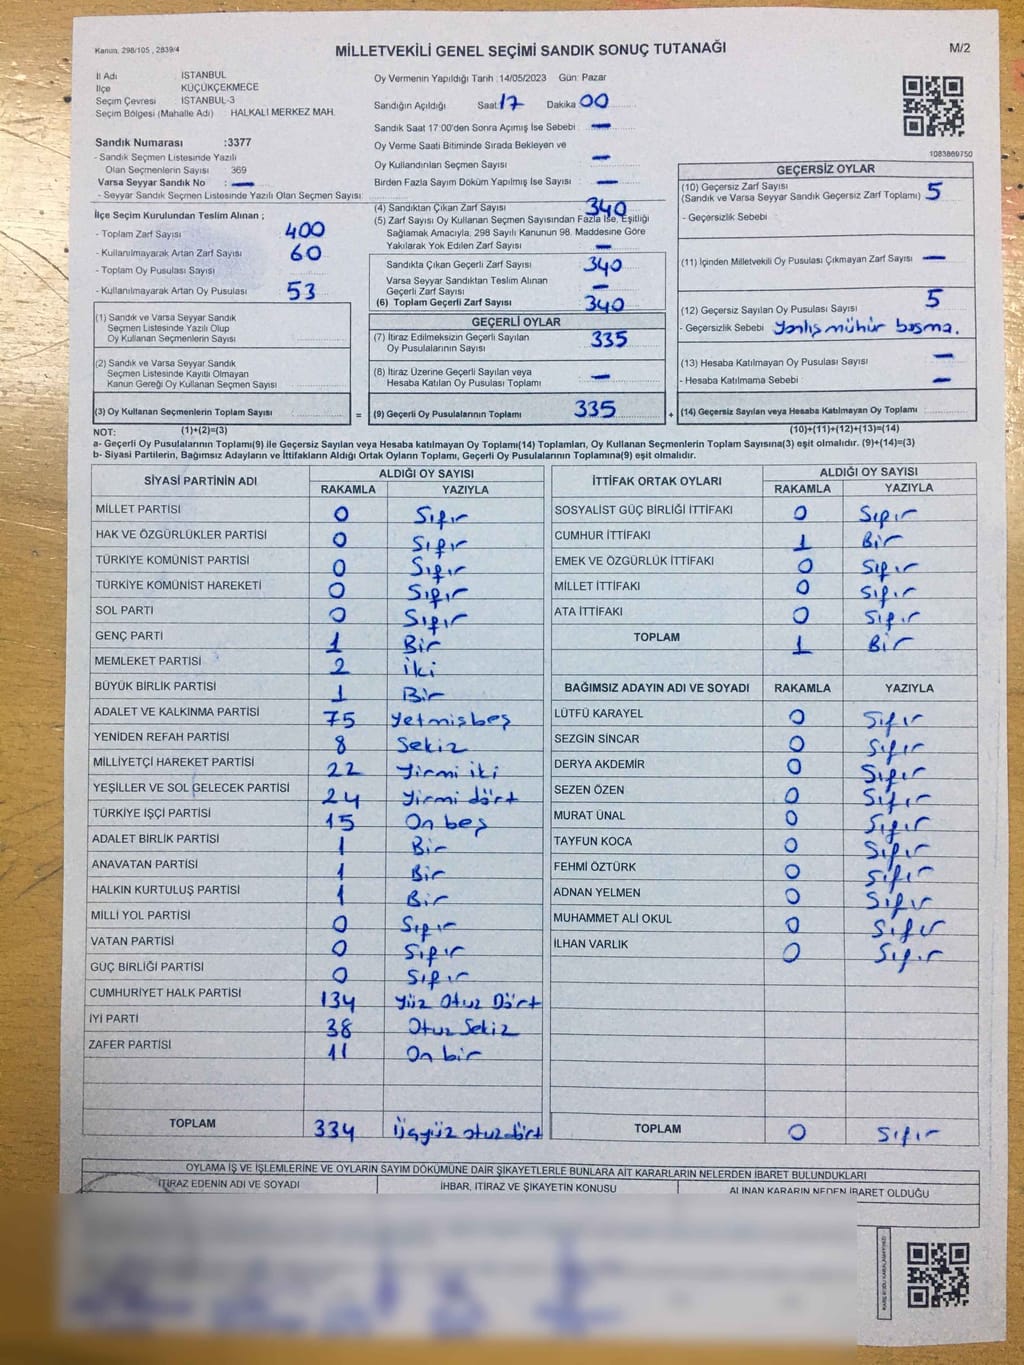 Kanun. 298/105 , 2839/4
MİLLETVEKİLİ GENEL SEÇİMİ SANDIK SONUÇ TUTANAĞI
M/2
İl Adı İSTANBUL
İlçe KÜÇÜKÇEKMECE
Seçim Çevresi İSTANBUL-3
Seçim Bölgesi (Mahalle Adı) HALKALI MERKEZ MAH.
Sandık Numarası :3377
- Sandık Seçmen Listesinde Yazılı
Olan Seçmenlerin Sayısı 369
Varsa Seyyar Sandık No : —
- Seyyar Sandık Seçmen Listesinde Yazılı Olan Seçmen Sayısı
İlçe Seçim Kurulundan Teslim Alınan ;
- Toplam Zarf Sayısı 400
- Kullanılmayarak Artan Zarf Sayısı 60
- Toplam Oy Pusulası Sayısı
- Kullanılmayarak Artan Oy Pusulası 53
(1) Sandık ve Varsa Seyyar Sandık
Seçmen Listesinde Yazılı Olup
Oy Kullanan Seçmenlerin Sayısı
(2) Sandık ve Varsa Seyyar Sandık
Seçmen Listesinde Kayıtlı Olmayan
Kanun Gereği Oy Kullanan Seçmen Sayısı
(3) Oy Kullanan Seçmenlerin Toplam Sayısı
Oy Vermenin Yapıldığı Tarih :14/05/2023 Gün: Pazar
Sandığın Açıldığı Saat: 17 Dakika 00
Sandık Saat 17:00'den Sonra Açımış İse Sebebi : —
Oy Verme Saati Bitiminde Sırada Bekleyen ve
Oy Kullandırılan Seçmen Sayısı : —
Birden Fazla Sayım Döküm Yapılmış İse Sayısı : —
(4) Sandıktan Çıkan Zarf Sayısı 340
(5) Zarf Sayısı Oy Kullanan Seçmen Sayısından Fazla İse, Eşitliği
Sağlamak Amacıyla, 298 Sayılı Kanunun 98. Maddesine Göre
Yakılarak Yok Edilen Zarf Sayısı —
Sandıkta Çıkan Geçerli Zarf Sayısı 340
Varsa Seyyar Sandıktan Teslim Alınan
Geçerli Zarf Sayısı —
(6) Toplam Geçerli Zarf Sayısı 340
GEÇERLİ OYLAR
(7) İtiraz Edilmeksizin Geçerli Sayılan
Oy Pusulalarının Sayısı 335
(8) İtiraz Üzerine Geçerli Sayılan veya
Hesaba Katılan Oy Pusulası Toplamı —
= (9) Geçerli Oy Pusulalarının Toplamı 335
1083869750
GEÇERSİZ OYLAR
(10) Geçersiz Zarf Sayısı
(Sandık ve Varsa Seyyar Sandık Geçersiz Zarf Toplamı) 5
- Geçersizlik Sebebi
(11) İçinden Milletvekili Oy Pusulası Çıkmayan Zarf Sayısı —
(12) Geçersiz Sayılan Oy Pusulası Sayısı 5
- Geçersizlik Sebebi Yanlış mühür basma.
(13) Hesaba Katılmayan Oy Pusulası Sayısı —
- Hesaba Katılmama Sebebi —
+ (14) Geçersiz Sayılan veya Hesaba Katılmayan Oy Toplamı
NOT: (1)+(2)=(3) (10)+(11)+(12)+(13)=(14)
a- Geçerli Oy Pusulalarının Toplamı(9) ile Geçersiz Sayılan veya Hesaba katılmayan Oy Toplamı(14) Toplamları, Oy Kullanan Seçmenlerin Toplam Sayısına(3) eşit olmalıdır. (9)+(14)=(3)
b- Siyasi Partilerin, Bağımsız Adayların ve İttifakların Aldığı Ortak Oyların Toplamı, Geçerli Oy Pusulalarının Toplamına(9) eşit olmalıdır.
SİYASİ PARTİNİN ADI ALDIĞI OY SAYISI
RAKAMLA YAZIYLA
MİLLET PARTİSİ 0 Sıfır
HAK VE ÖZGÜRLÜKLER PARTİSİ 0 Sıfır
TÜRKİYE KOMÜNİST PARTİSİ 0 Sıfır
TÜRKİYE KOMÜNİST HAREKETİ 0 Sıfır
SOL PARTİ 0 Sıfır
GENÇ PARTİ 1 Bir
MEMLEKET PARTİSİ 2 İki
BÜYÜK BİRLİK PARTİSİ 1 Bir
ADALET VE KALKINMA PARTİSİ 75 Yetmişbeş
YENİDEN REFAH PARTİSİ 8 Sekiz
MİLLİYETÇİ HAREKET PARTİSİ 22 Yirmi iki
YEŞİLLER VE SOL GELECEK PARTİSİ 24 Yirmi dört
TÜRKİYE İŞÇİ PARTİSİ 15 On beş
ADALET BİRLİK PARTİSİ 1 Bir
ANAVATAN PARTİSİ 1 Bir
HALKIN KURTULUŞ PARTİSİ 1 Bir
MİLLİ YOL PARTİSİ 0 Sıfır
VATAN PARTİSİ 0 Sıfır
GÜÇ BİRLİĞİ PARTİSİ 0 Sıfır
CUMHURİYET HALK PARTİSİ 134 Yüz Otuz Dört
İYİ PARTİ 38 Otuz Sekiz
ZAFER PARTİSİ 11 On bir
TOPLAM 334 Üçyüz otuz dört
İTTİFAK ORTAK OYLARI ALDIĞI OY SAYISI
RAKAMLA YAZIYLA
SOSYALİST GÜÇ BİRLİĞİ İTTİFAKI 0 Sıfır
CUMHUR İTTİFAKI 1 Bir
EMEK VE ÖZGÜRLÜK İTTİFAKI 0 Sıfır
MİLLET İTTİFAKI 0 Sıfır
ATA İTTİFAKI 0 Sıfır
TOPLAM 1 Bir
BAĞIMSIZ ADAYIN ADI VE SOYADI RAKAMLA YAZIYLA
LÜTFÜ KARAYEL 0 Sıfır
SEZGİN SİNCAR 0 Sıfır
DERYA AKDEMİR 0 Sıfır
SEZEN ÖZEN 0 Sıfır
MURAT ÜNAL 0 Sıfır
TAYFUN KOCA 0 Sıfır
FEHMİ ÖZTÜRK 0 Sıfır
ADNAN YELMEN 0 Sıfır
MUHAMMET ALİ OKUL 0 Sıfır
İLHAN VARLIK 0 Sıfır
TOPLAM 0 Sıfır
OYLAMA İŞ VE İŞLEMLERİNE VE OYLARIN SAYIM DÖKÜMÜNE DAİR ŞİKAYETLERLE BUNLARA AİT KARARLARIN NELERDEN İBARET BULUNDUKLARI
İTİRAZ EDENİN ADI VE SOYADI İHBAR, İTİRAZ VE ŞİKAYETİN KONUSU ALINAN KARARIN NEDEN İBARET OLDUĞU